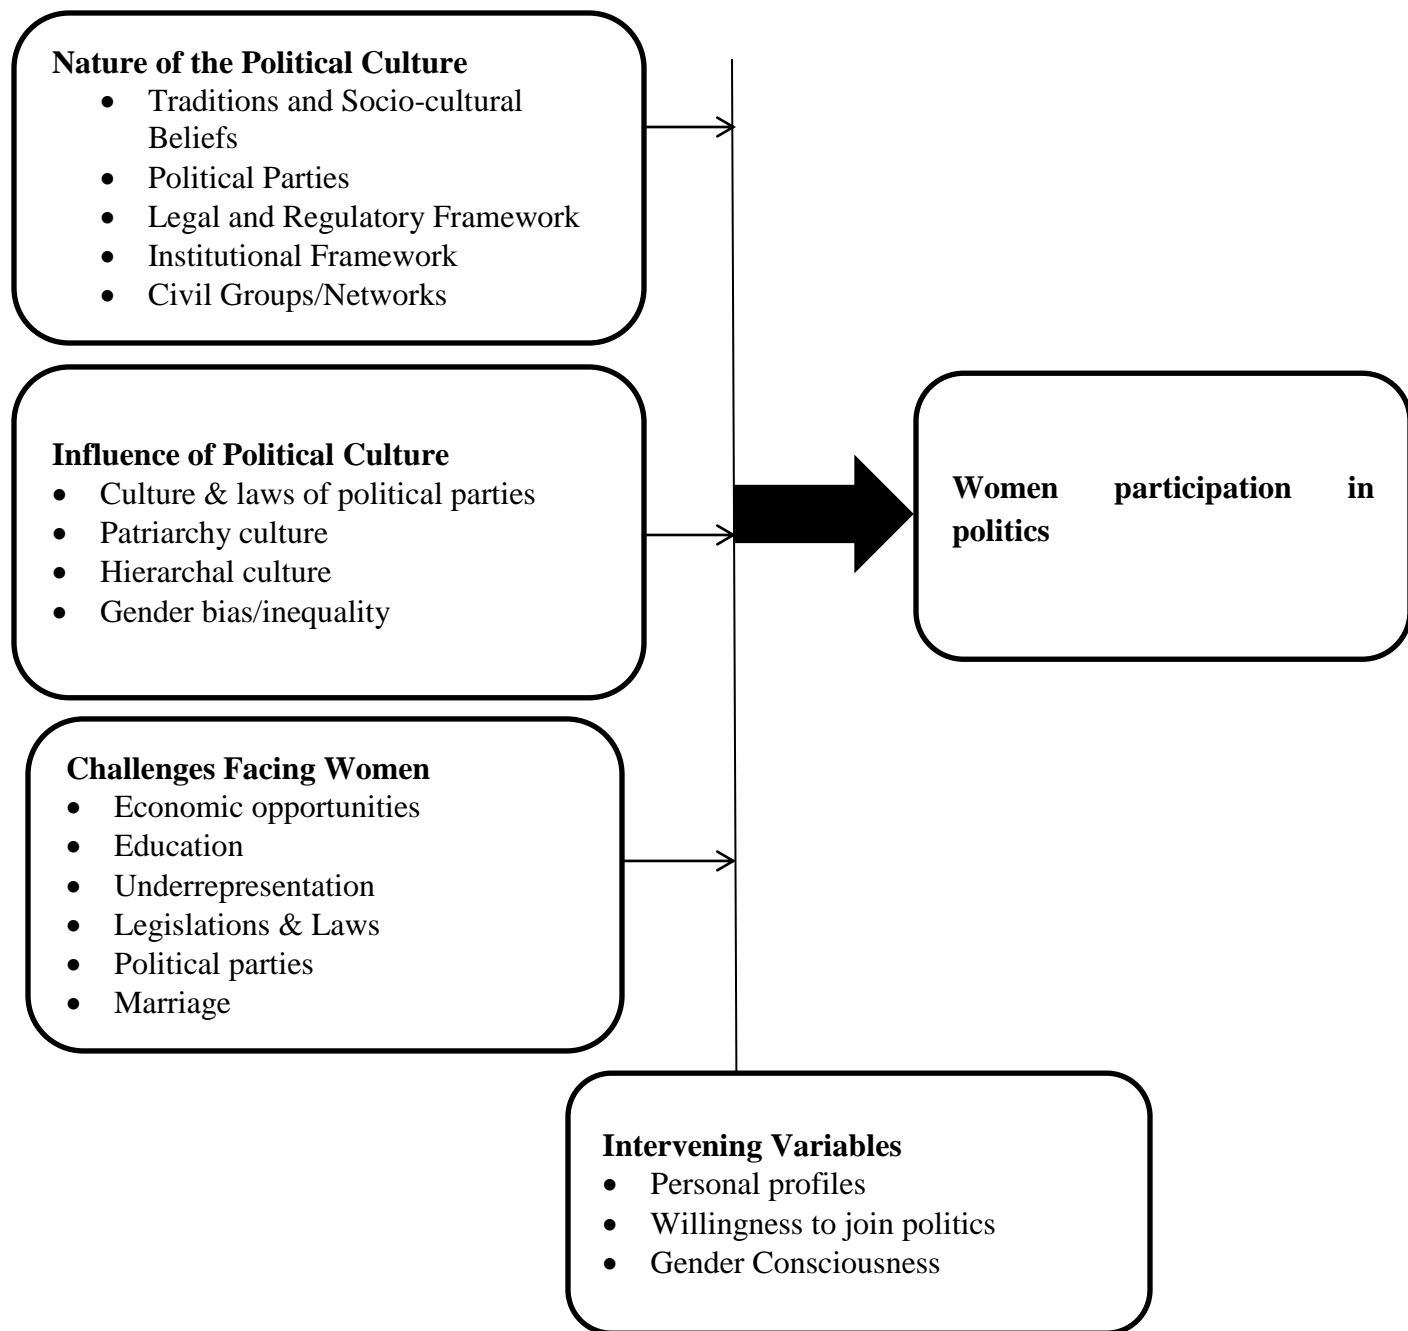 Nature of the Political Culture
• Traditions and Socio-cultural
Beliefs
• Political Parties
• Legal and Regulatory Framework
• Institutional Framework
• Civil Groups/Networks
Influence of Political Culture
• Culture & laws of political parties
• Patriarchy culture
• Hierarchal culture
• Gender bias/inequality
Women participation in
politics
Challenges Facing Women
• Economic opportunities
• Education
• Underrepresentation
• Legislations & Laws
• Political parties
• Marriage
Intervening Variables
• Personal profiles
• Willingness to join politics
• Gender Consciousness